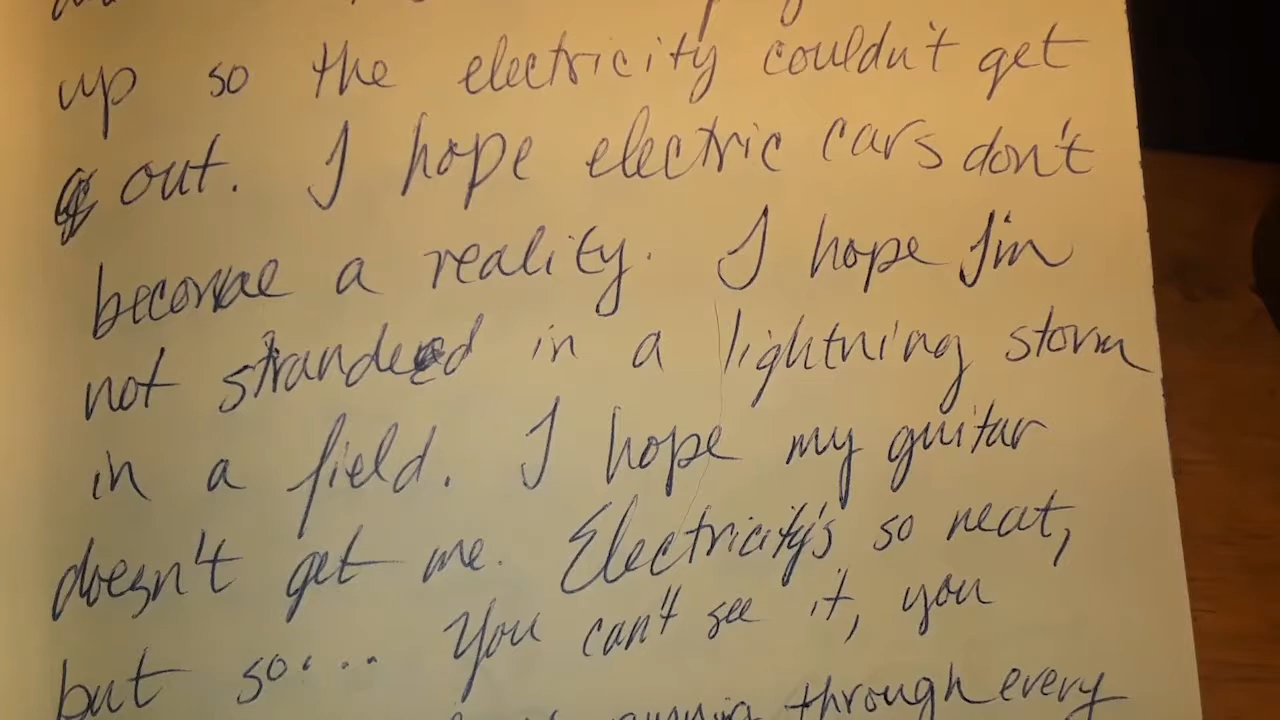 up so the electricity couldn't get
out. I hope electric cars don't
become a reality. I hope I'm
not stranded in a lightning storm
in a field. I hope my guitar
doesn't get me. Electricity's so neat,
but so... You can't see it, you
running through every